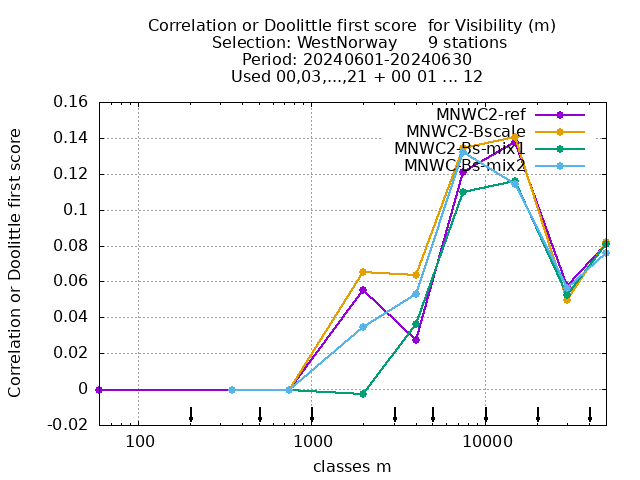 Correlation or Doolittle first score  for Visibility (m)
Selection: WestNorway      9 stations
Period: 20240601-20240630
Used 00,03,...,21 + 00 01 ... 12
Correlation or Doolittle first score
0.16
0.14
0.12
0.1
0.08
0.06
0.04
0.02
0
-0.02
MNWC2-ref
MNWC2-Bscale
MNWC2-Bs-mix1
MNWC-Bs-mix2
100
1000
10000
classes m